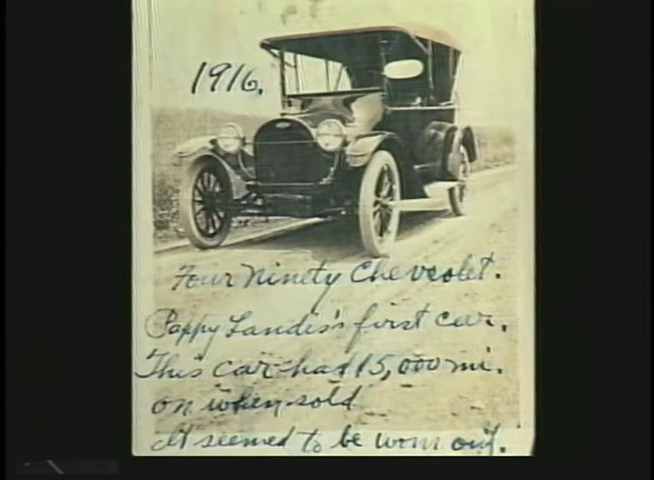 1916.
Four Ninety Chevrolet.
Pappy Landis's first car.
This car had 15,000 mi.
on when sold
It seemed to be worn out.